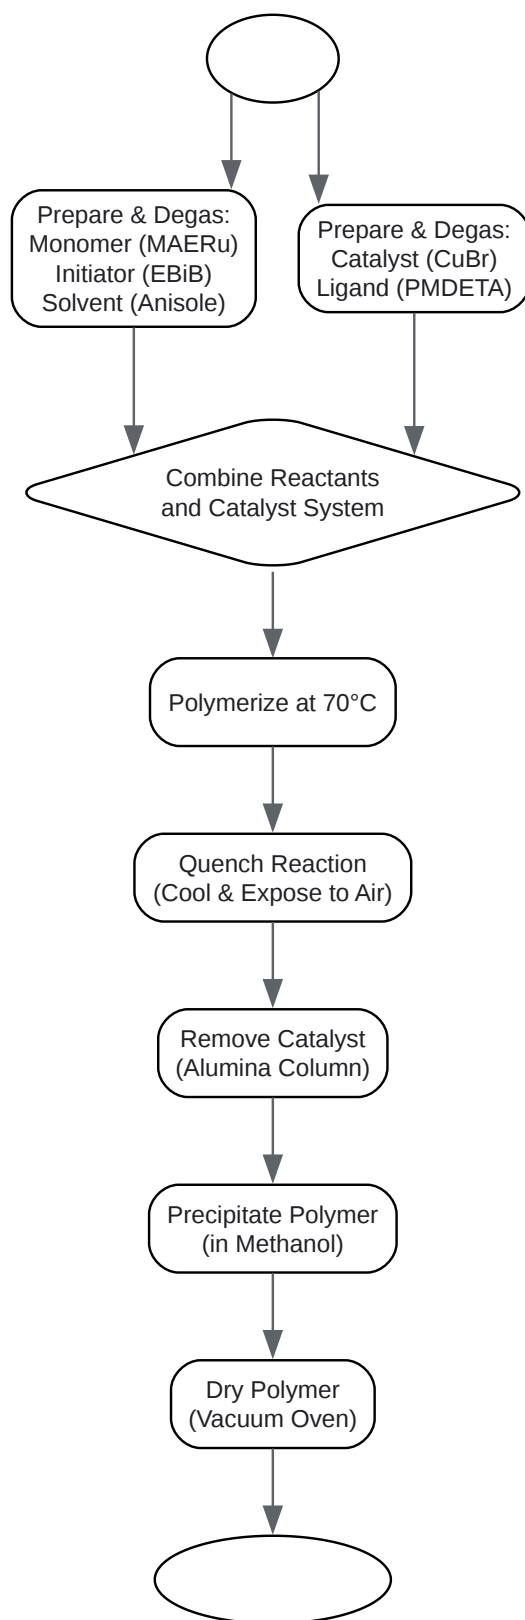 Prepare & Degas:
Monomer (MAERu)
Initiator (EBiB)
Solvent (Anisole)
Prepare & Degas:
Catalyst (CuBr)
Ligand (PMDETA)
Combine Reactants
and Catalyst System
Polymerize at 70°C
Quench Reaction
(Cool & Expose to Air)
Remove Catalyst
(Alumina Column)
Precipitate Polymer
(in Methanol)
Dry Polymer
(Vacuum Oven)